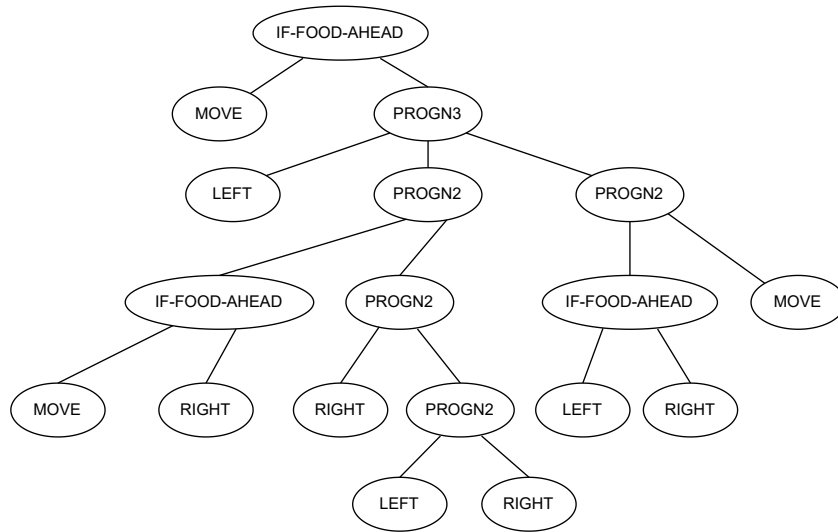 IF-FOOD-AHEAD
MOVE
PROGN3
LEFT
PROGN2
PROGN2
IF-FOOD-AHEAD
PROGN2
IF-FOOD-AHEAD
MOVE
MOVE
RIGHT
RIGHT
PROGN2
LEFT
RIGHT
LEFT
RIGHT